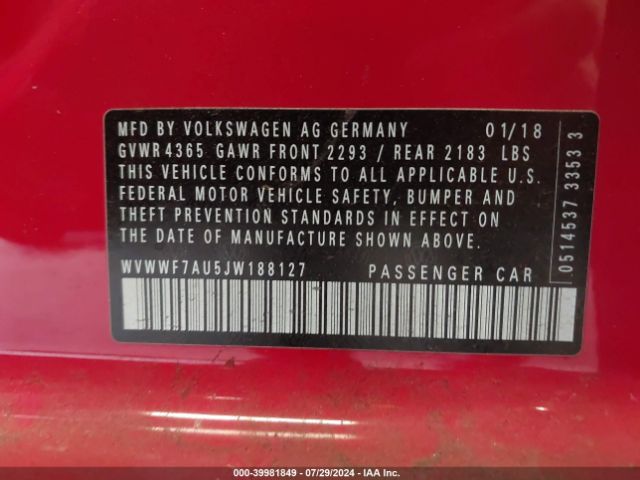 MFD BY VOLKSWAGEN AG GERMANY 01/18
GVWR 4365 GAWR FRONT 2293 / REAR 2183 LBS
THIS VEHICLE CONFORMS TO ALL APPLICABLE U.S.
FEDERAL MOTOR VEHICLE SAFETY, BUMPER AND
THEFT PREVENTION STANDARDS IN EFFECT ON
THE DATE OF MANUFACTURE SHOWN ABOVE.
WVWWF7AU5JW188127 PASSENGER CAR
0514537 33533
000-39981849 - 07/29/2024 - IAA Inc.